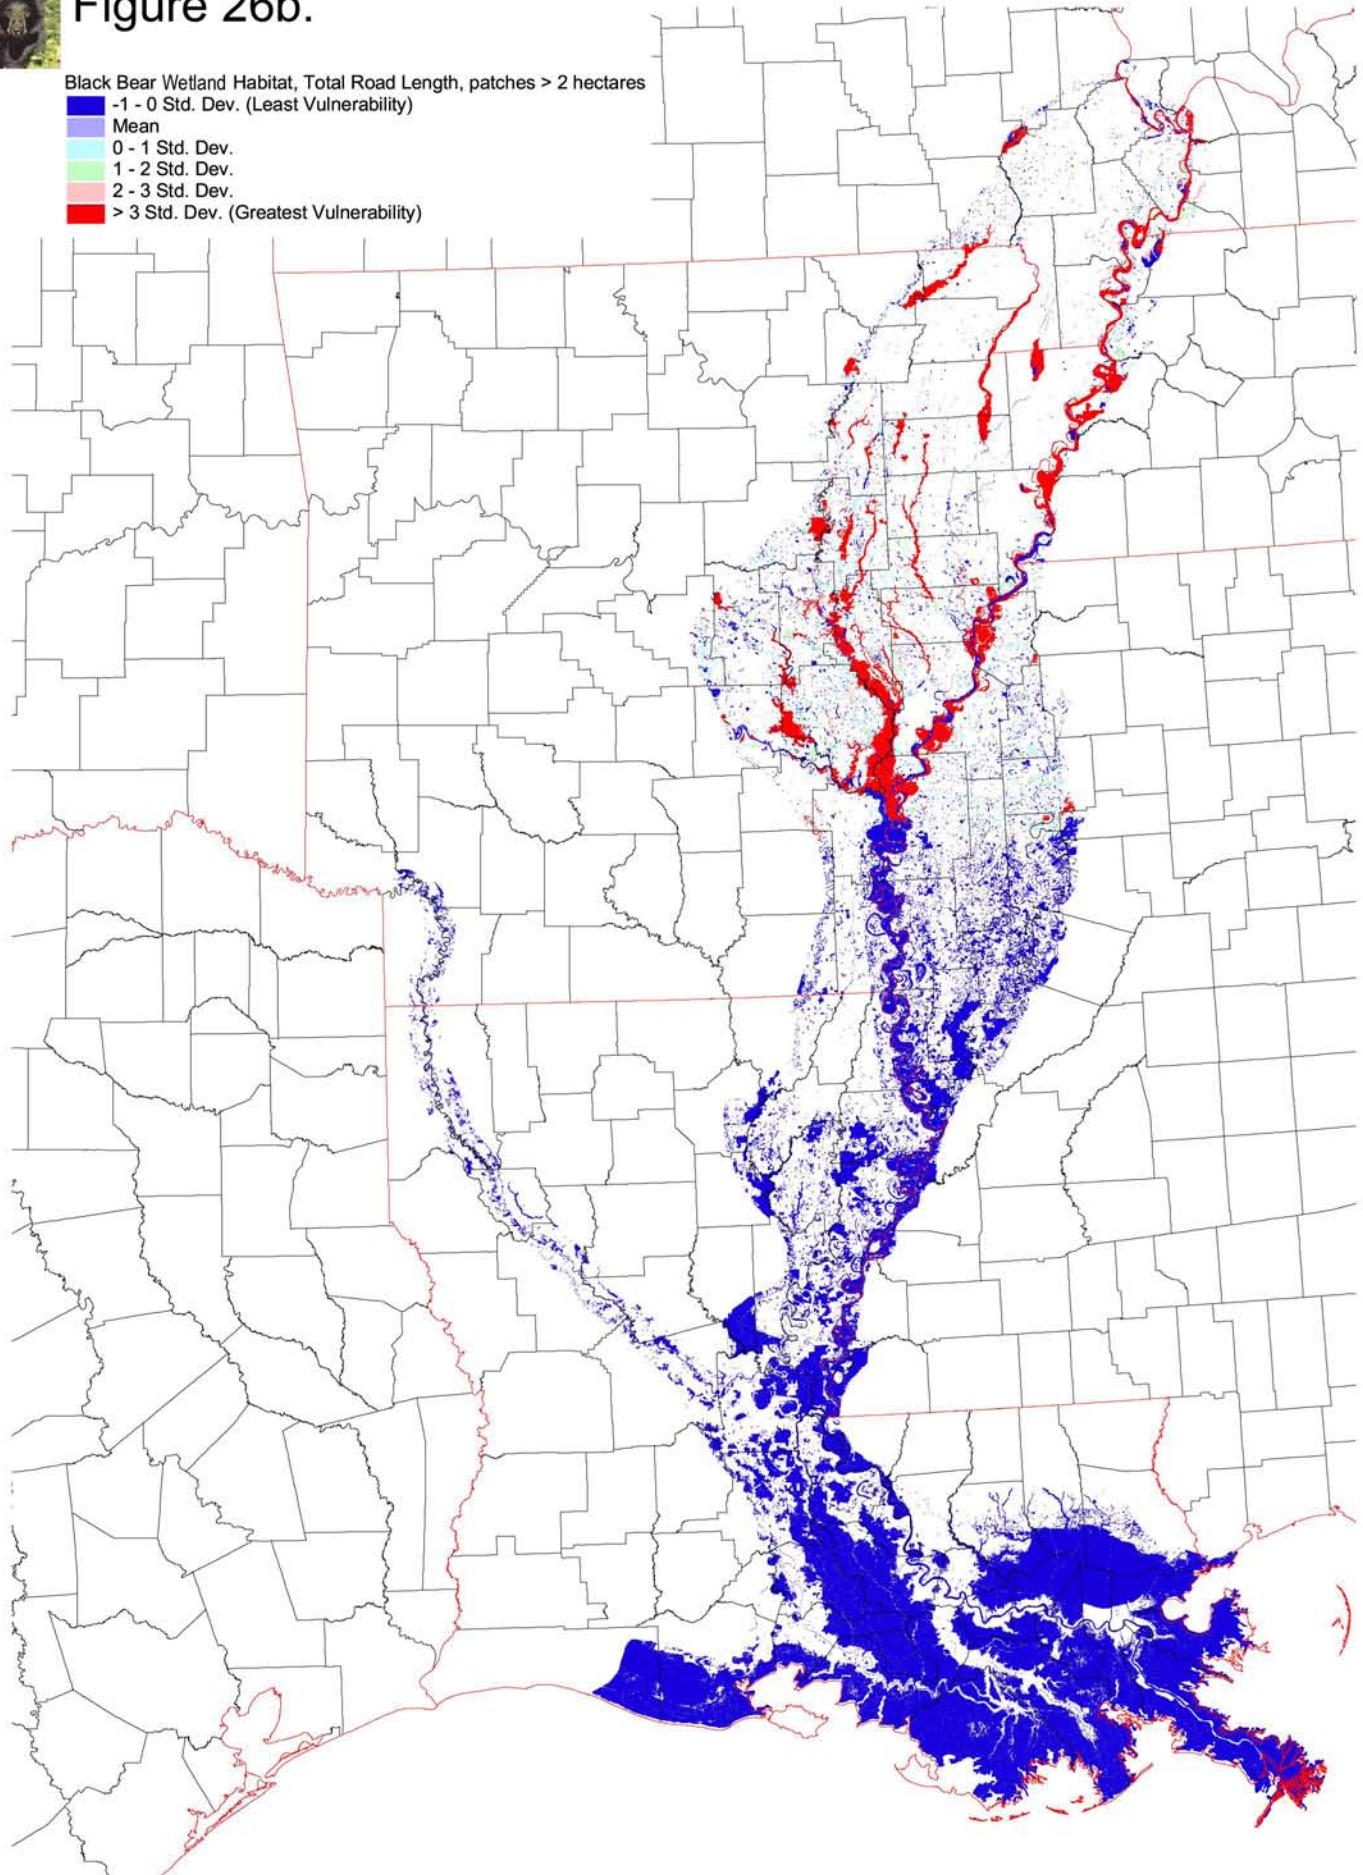 Figure 26b.
Black Bear Wetland Habitat, Total Road Length, patches > 2 hectares
-1 - 0 Std. Dev. (Least Vulnerability)
Mean
0 - 1 Std. Dev.
1 - 2 Std. Dev.
2 - 3 Std. Dev.
> 3 Std. Dev. (Greatest Vulnerability)